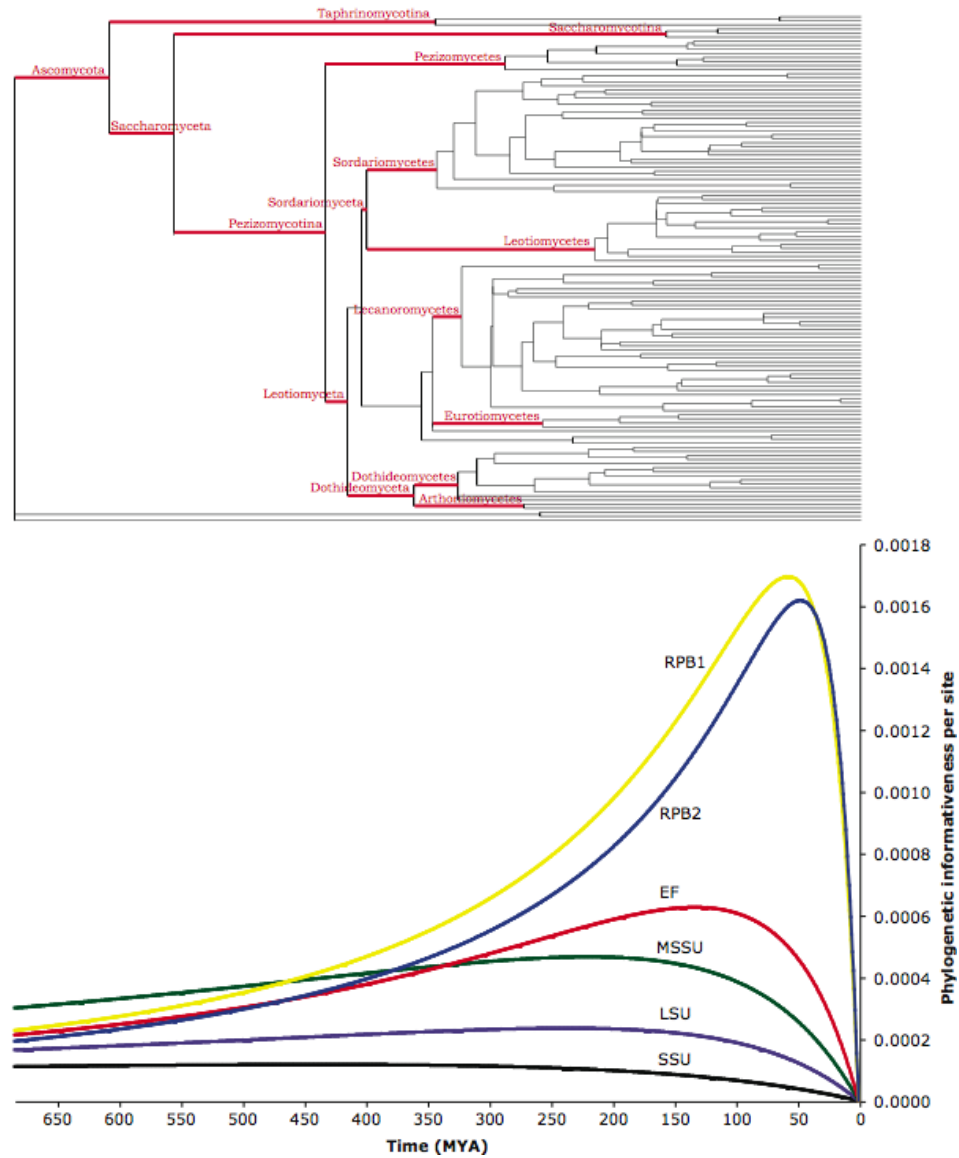 Taphrinomycotina
Saccharomycotina
Pezizomycetes
Ascomycota
Saccharomyceta
Sordariomycetes
Sordariomyceta
Pezizomycotina
Leotiomycetes
Lecanoromycetes
Leotiomyceta
Eurotiomycetes
Dothideomycetes
Dothideomyceta
Arthoniomycetes
0.0018
0.0016
0.0014
0.0012
0.0010
0.0008
0.0006
0.0004
0.0002
0.0000
Phylogenetic informativeness per site
RPB1
RPB2
EF
MSSU
LSU
SSU
650 600 550 500 450 400 350 300 250 200 150 100 50 0
Time (MYA)